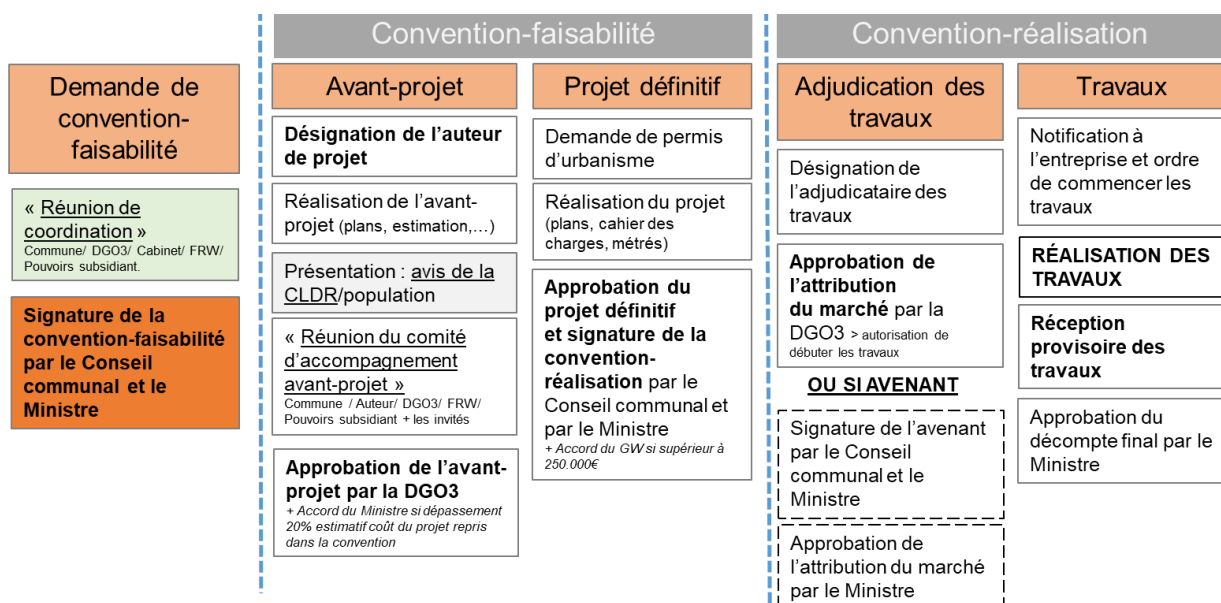 Convention-faisabilité
Convention-réalisation
Demande de
convention-
faisabilité
« Réunion de
coordination »
Commune/ DGO3/ Cabinet/ FRW/
Pouvoirs subsidiant.
Signature de la
convention-faisabilité
par le Conseil
communal et le
Ministre
Avant-projet
Désignation de l’auteur
de projet
Réalisation de l’avant-
projet (plans, estimation,…)
Présentation : avis de la
CLDR/population
« Réunion du comité
d’accompagnement
avant-projet »
Commune / Auteur/ DGO3/ FRW/
Pouvoirs subsidiant + les invités
Approbation de l’avant-
projet par la DGO3
+ Accord du Ministre si dépassement
20% estimatif coût du projet repris
dans la convention
Projet définitif
Demande de permis
d’urbanisme
Réalisation du projet
(plans, cahier des
charges, métrés)
Approbation du
projet définitif
et signature de la
convention-
réalisation par le
Conseil communal et
par le Ministre
+ Accord du GW si supérieur à
250.000€
Adjudication des
travaux
Désignation de
l’adjudicataire des
travaux
Approbation de
l’attribution
du marché par la
DGO3 > autorisation de
débuter les travaux
OU SI AVENANT
Signature de l’avenant
par le Conseil
communal et le
Ministre
Approbation de
l’attribution du marché
par le Ministre
Travaux
Notification à
l’entreprise et ordre
de commencer les
travaux
RÉALISATION DES
TRAVAUX
Réception
provisoire des
travaux
Approbation du
décompte final par le
Ministre